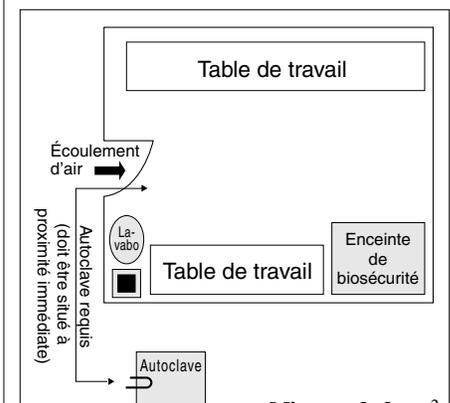 Table de travail
Écoulement
d'air
Autoclave requis
(doit être situé à
proximité immédiate)
La-
vabo
Table de travail
Enceinte
de
biosécurité
Autoclave